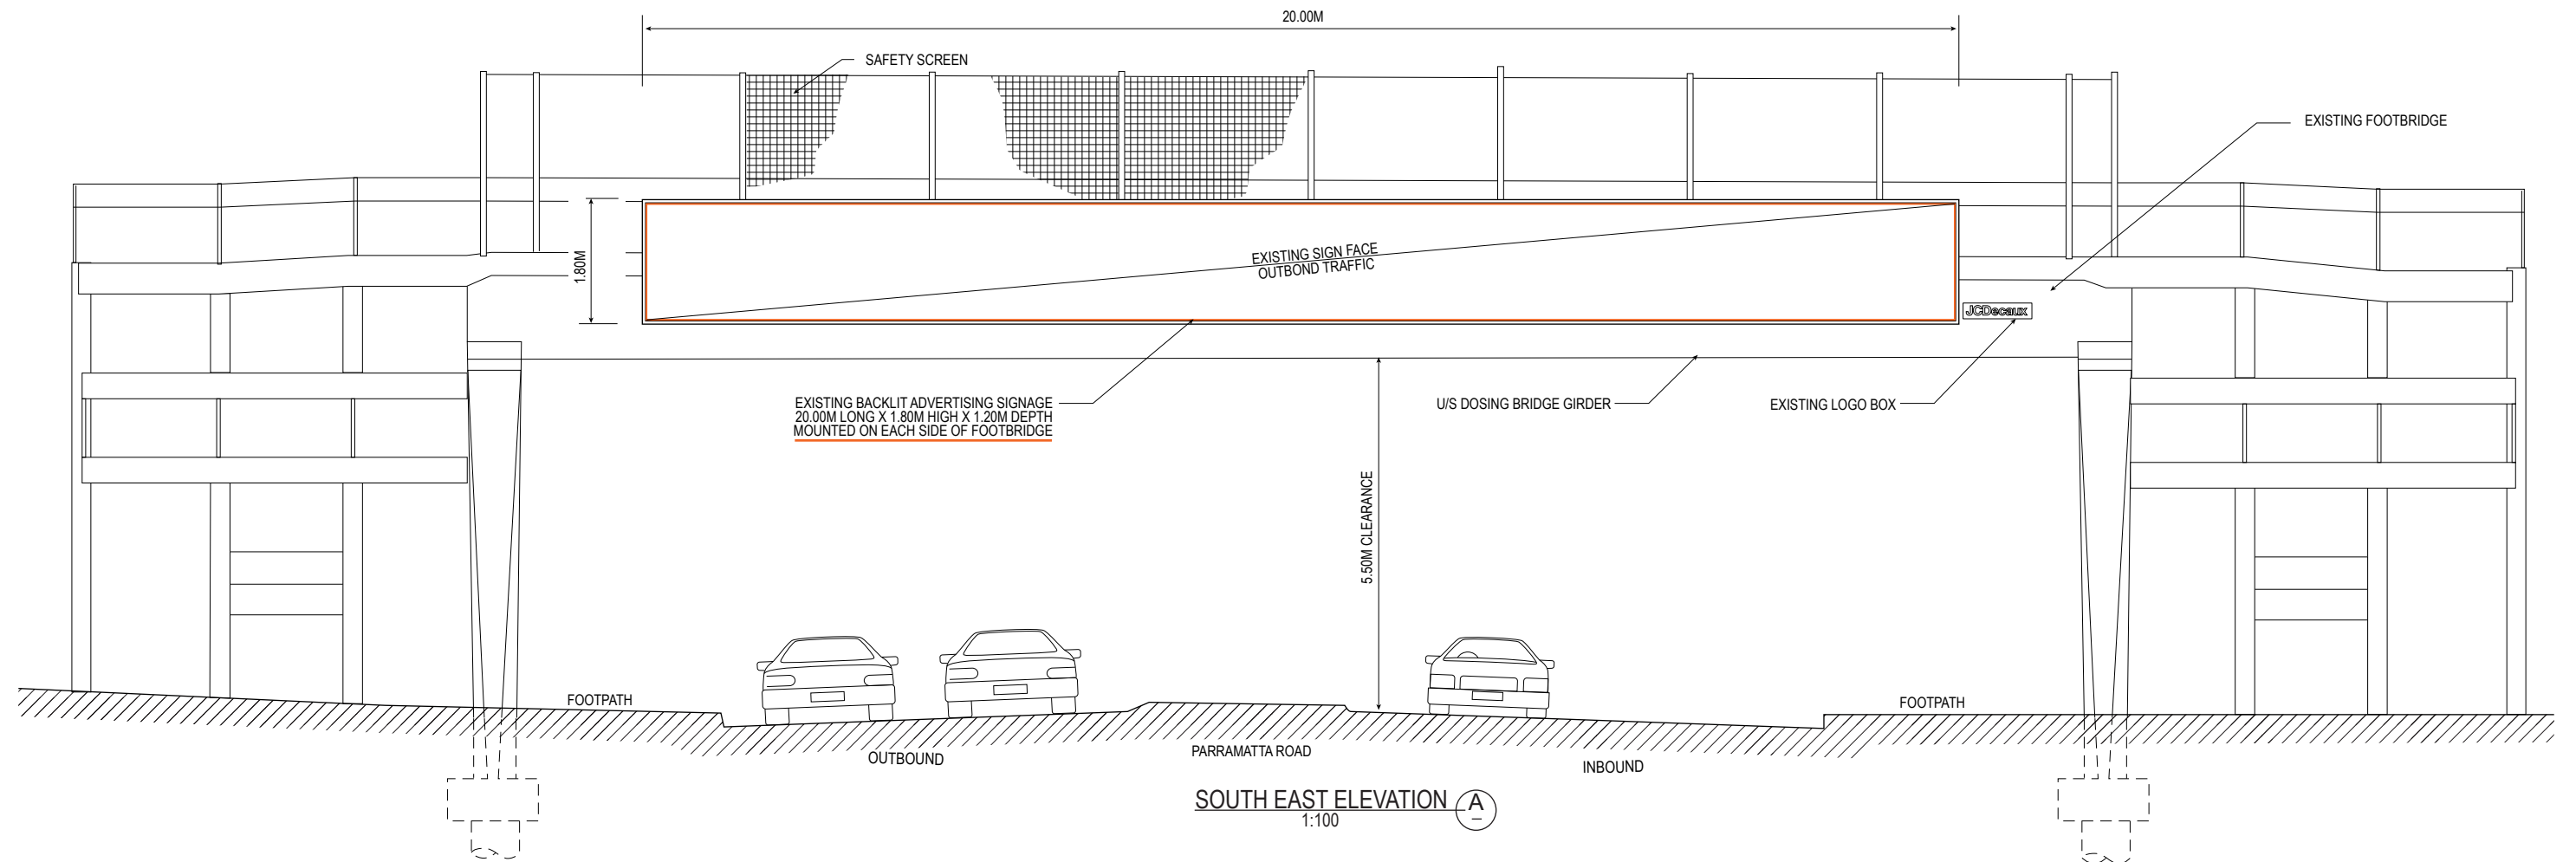 20.00M
SAFETY SCREEN
EXISTING FOOTBRIDGE
1.80M
EXISTING SIGN FACE
OUTBOND TRAFFIC
JCDecaux
EXISTING BACKLIT ADVERTISING SIGNAGE
20.00M LONG X 1.80M HIGH X 1.20M DEPTH
MOUNTED ON EACH SIDE OF FOOTBRIDGE
U/S DOSING BRIDGE GIRDER
EXISTING LOGO BOX
5.50M CLEARANCE
FOOTPATH
FOOTPATH
OUTBOUND
PARRAMATTA ROAD
INBOUND
SOUTH EAST ELEVATION
A
–
1:100